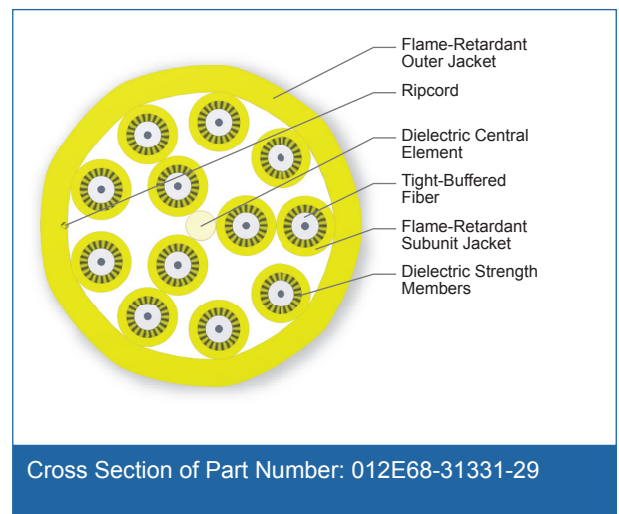 Flame-Retardant
Outer Jacket
Ripcord
Dielectric Central
Element
Tight-Buffered
Fiber
Flame-Retardant
Subunit Jacket
Dielectric Strength
Members
Cross Section of Part Number: 012E68-31331-29